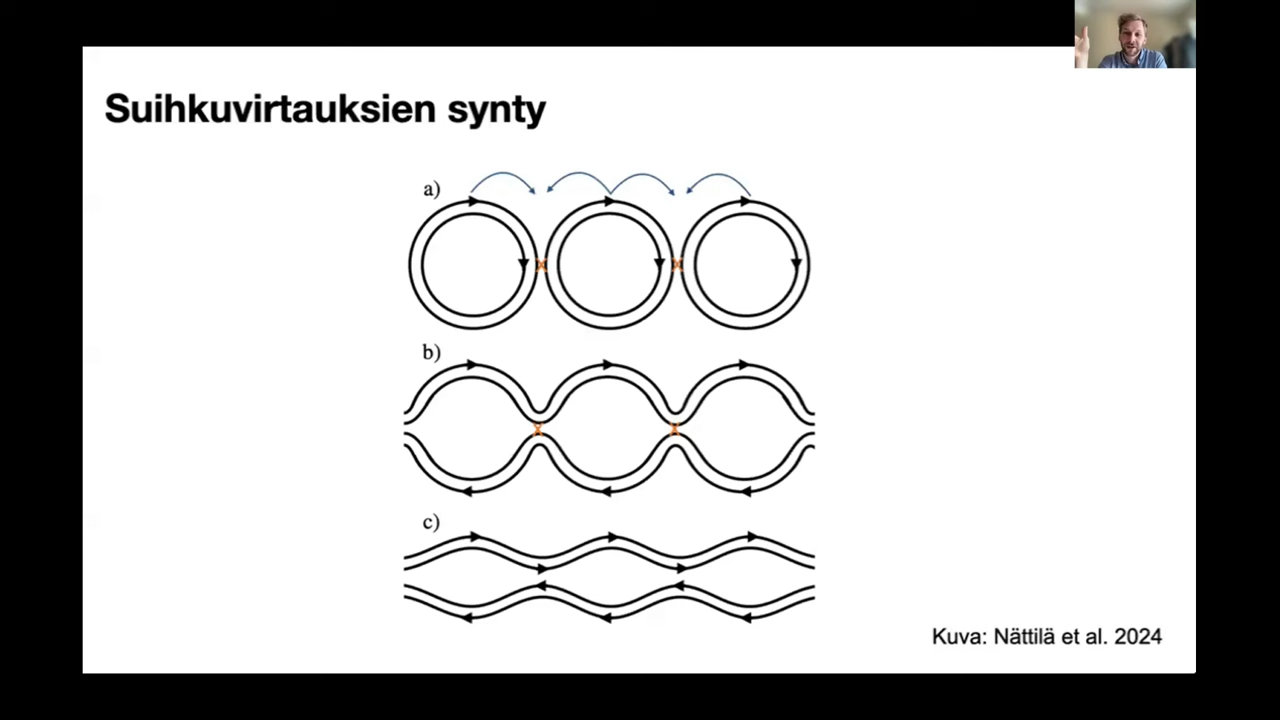 Suihkuvirtauksien synty
a)
b)
c)
Kuva: Nättilä et al. 2024